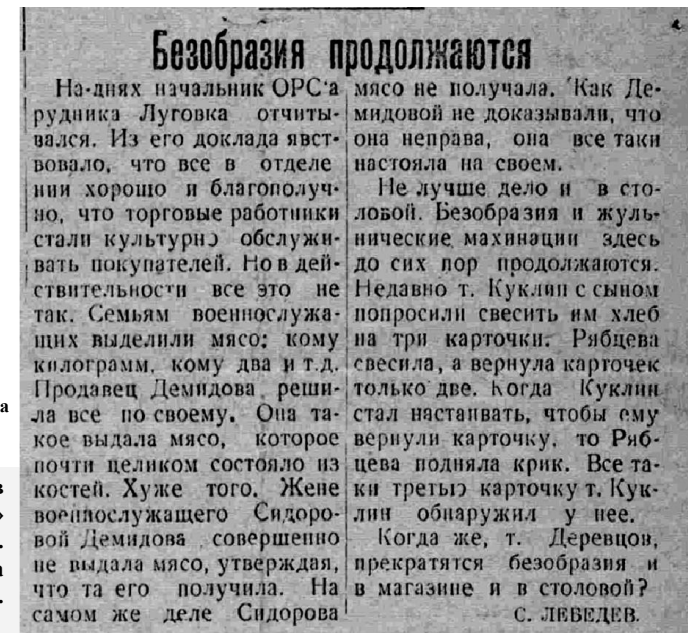 Безобразия продолжаются
На-днях начальник ОРС'а
рудника Луговка отчиты-
вался. Из его доклада явст-
вовало, что все в отделе
нии хорошо и благополуч-
но, что торговые работники
стали культурно обслужи-
вать покупателей. Но в дей-
ствительности все это не
так. Семьям военнослужа-
щих выделили мясо: кому
килограмм, кому два и т.д.
Продавец Демидова реши-
ла все по своему. Она та-
кое выдала мясо, которое
почти целиком состояло из
костей. Хуже того. Жене
военнослужащего Сидоро-
вой Демидова совершенно
не выдала мясо, утверждая,
что та его получила. На
самом же деле Сидорова
мясо не получала. Как Де-
мидовой не доказывали, что
она неправа, она все таки
настояла на своем.
Не лучше дело и в сто-
ловой. Безобразия и жуль-
нические махинации здесь
до сих пор продолжаются.
Недавно т. Куклин с сыном
попросили свесить им хлеб
на три карточки. Рябцева
свесила, а вернула карточек
только две. Когда Куклин
стал настаивать, чтобы ему
вернули карточку, то Ряб-
цева подняла крик. Все та-
ки третью карточку т. Кук-
лин обнаружил у нее.
Когда же, т. Деревцов,
прекратятся безобразия и
в магазине и в столовой?
С. ЛЕБЕДЕВ.
а
в
»
.
а
.